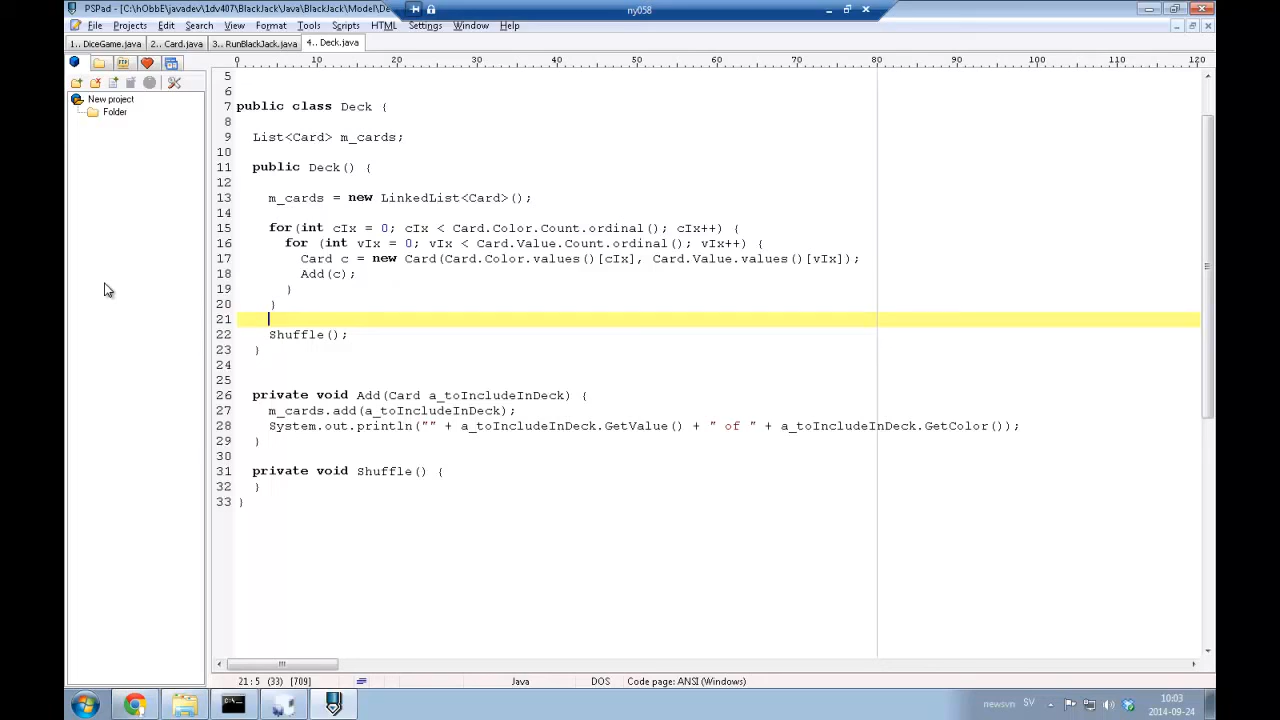 PSPad - [C:\hObbE\javadev\1dv407\BlackJack\Java\BlackJack\Model\De
ny058
File Projects Edit Search View Format Tools Scripts HTML Settings Window Help
1.. DiceGame.java 2.. Card.java 3.. RunBlackJack.java 4.. Deck.java
0 10 20 30 40 50 60 70 80 90 100 110 120
New project
Folder
5
6
7 public class Deck {
8
9 List<Card> m_cards;
10
11 public Deck() {
12
13 m_cards = new LinkedList<Card>();
14
15 for(int cIx = 0; cIx < Card.Color.Count.ordinal(); cIx++) {
16 for (int vIx = 0; vIx < Card.Value.Count.ordinal(); vIx++) {
17 Card c = new Card(Card.Color.values()[cIx], Card.Value.values()[vIx]);
18 Add(c);
19 }
20 }
21
22 Shuffle();
23 }
24
25
26 private void Add(Card a_toIncludeInDeck) {
27 m_cards.add(a_toIncludeInDeck);
28 System.out.println("" + a_toIncludeInDeck.GetValue() + " of " + a_toIncludeInDeck.GetColor());
29 }
30
31 private void Shuffle() {
32 }
33 }
21:5 (33) [709] Java DOS Code page: ANSI (Windows)
newsvn SV 10:03
2014-09-24